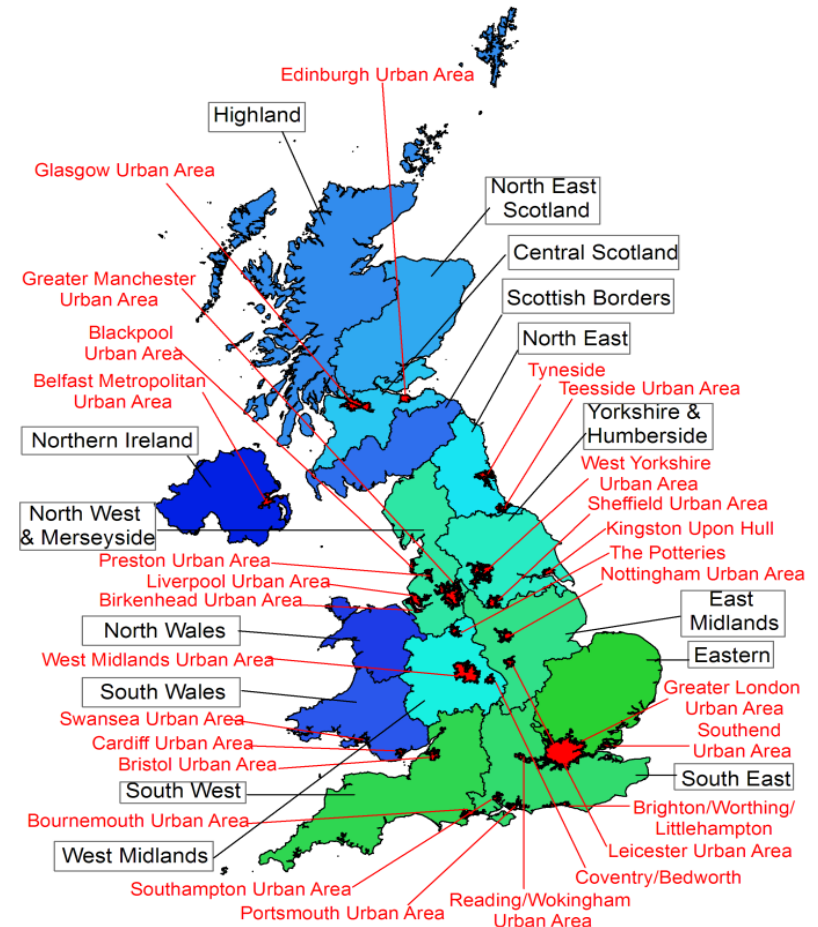 Edinburgh Urban Area
Highland
Glasgow Urban Area
North East
Scotland
Central Scotland
Greater Manchester
Urban Area
Scottish Borders
Blackpool
Urban Area
North East
Tyneside
Belfast Metropolitan
Urban Area
Teesside Urban Area
Yorkshire &
Humberside
Northern Ireland
West Yorkshire
Urban Area
Sheffield Urban Area
North West
& Merseyside
Kingston Upon Hull
The Potteries
Preston Urban Area
Nottingham Urban Area
Liverpool Urban Area
Birkenhead Urban Area
East
Midlands
North Wales
Eastern
West Midlands Urban Area
South Wales
Greater London
Urban Area
Swansea Urban Area
Southend
Urban Area
Cardiff Urban Area
Bristol Urban Area
South East
South West
Brighton/Worthing/
Littlehampton
Bournemouth Urban Area
Leicester Urban Area
West Midlands
Coventry/Bedworth
Southampton Urban Area
Reading/Wokingham
Urban Area
Portsmouth Urban Area